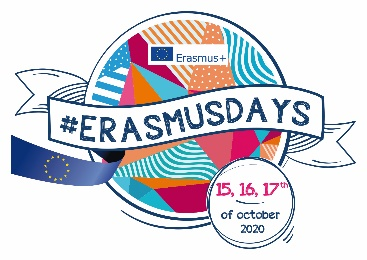 Erasmus+
#ERASMUSDAYS
15, 16, 17th
of october
2020